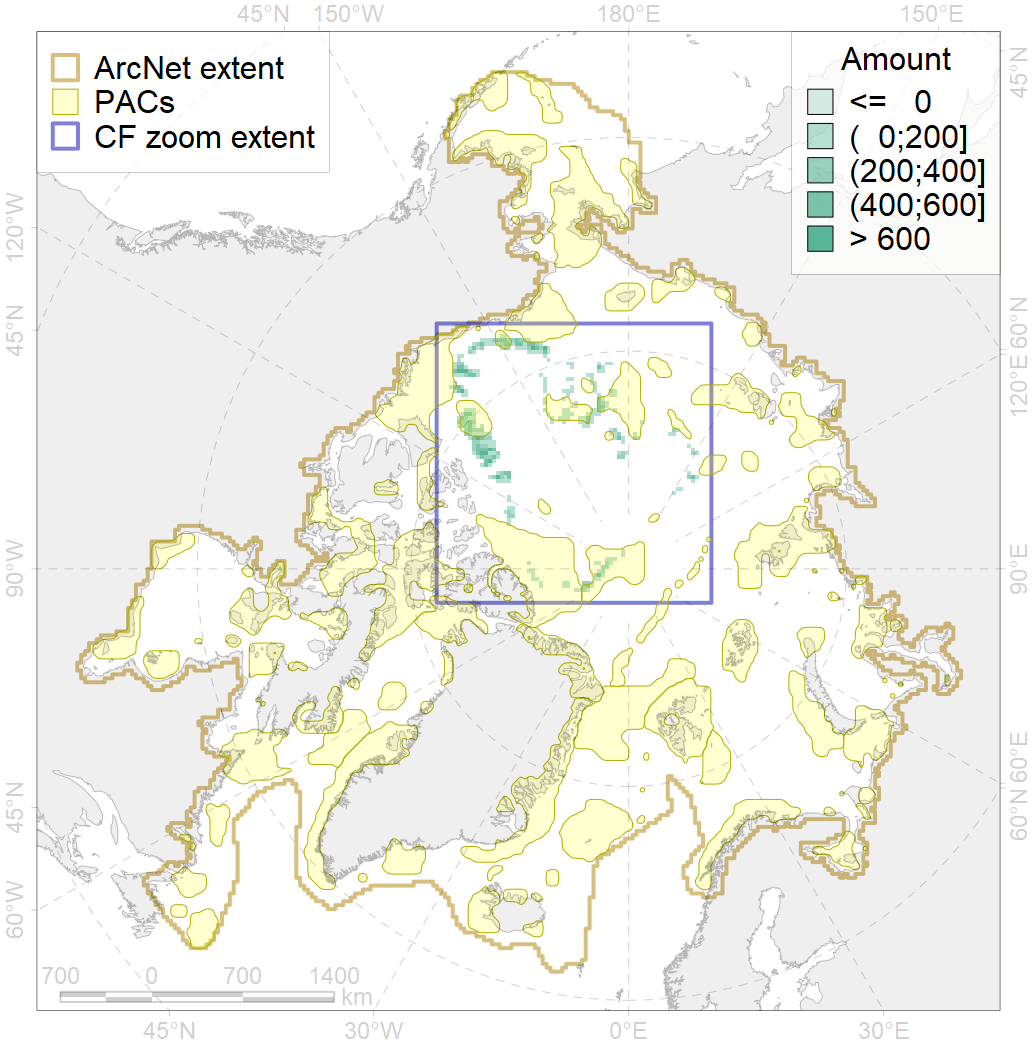 45°N 150°W 180°E 150°E
ArcNet extent
PACs
CF zoom extent
Amount
<= 0
( 0;200]
(200;400]
(400;600]
> 600
45°N
120°W
60°N
45°N
120°E
90°W
90°E
60°E
45°N
60°N
60°W
700 0 700 1400
km
45°N 30°W 0°E 30°E